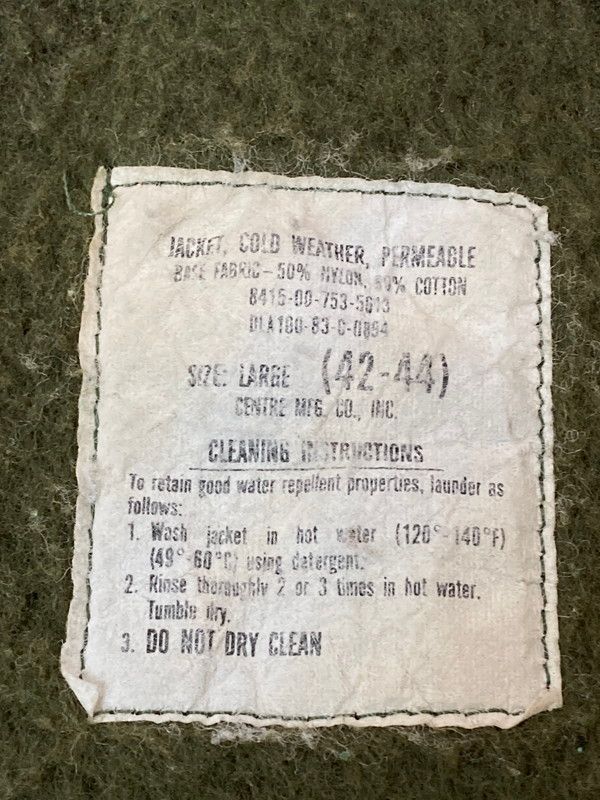 JACKET, COLD WEATHER, PERMEABLE
BASE FABRIC – 50% NYLON, 50% COTTON
8415-00-753-5613
DLA100-83-C-0894
SIZE: LARGE (42-44)
CENTRE MFG. CO., INC.
CLEANING INSTRUCTIONS
To retain good water repellent properties, launder as
follows:
1. Wash jacket in hot water (120°-140°F)
(49°-60°C) using detergent.
2. Rinse thoroughly 2 or 3 times in hot water.
Tumble dry.
3. DO NOT DRY CLEAN